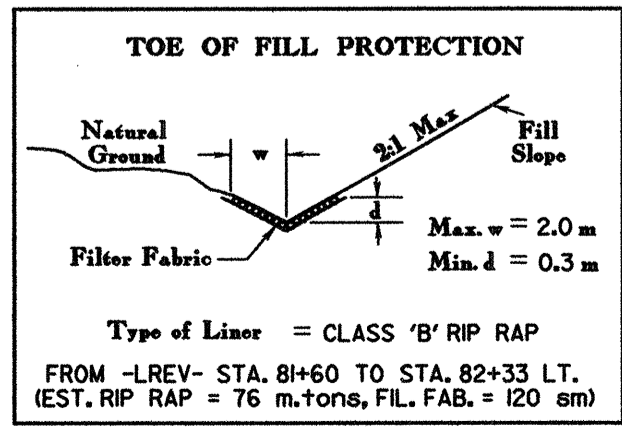 TOE OF FILL PROTECTION
Natural
Ground
w
2:1 Max
Fill
Slope
d
Filter Fabric
Max. w = 2.0 m
Min. d = 0.3 m
Type of Liner = CLASS 'B' RIP RAP
FROM -LREV- STA. 81+60 TO STA. 82+33 LT.
(EST. RIP RAP = 76 m.tons, FIL. FAB. = 120 sm)